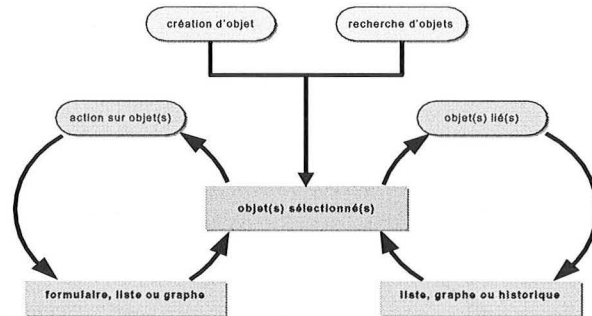 création d'objet
recherche d'objets
action sur objet(s)
objet(s) lié(s)
objet(s) sélectionné(s)
formulaire, liste ou graphe
liste, graphe ou historique